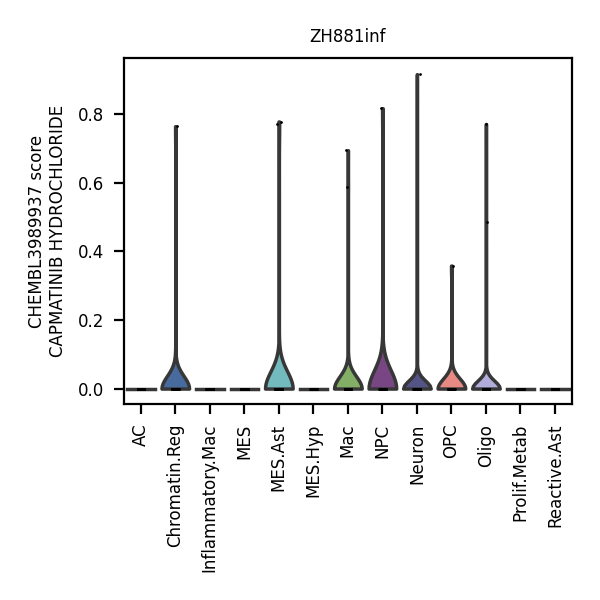 ZH881inf
CHEMBL3989937 score
CAPMATINIB HYDROCHLORIDE
0.8
0.6
0.4
0.2
0.0
AC
Chromatin.Reg
Inflammatory.Mac
MES
MES.Ast
MES.Hyp
Mac
NPC
Neuron
OPC
Oligo
Prolif.Metab
Reactive.Ast